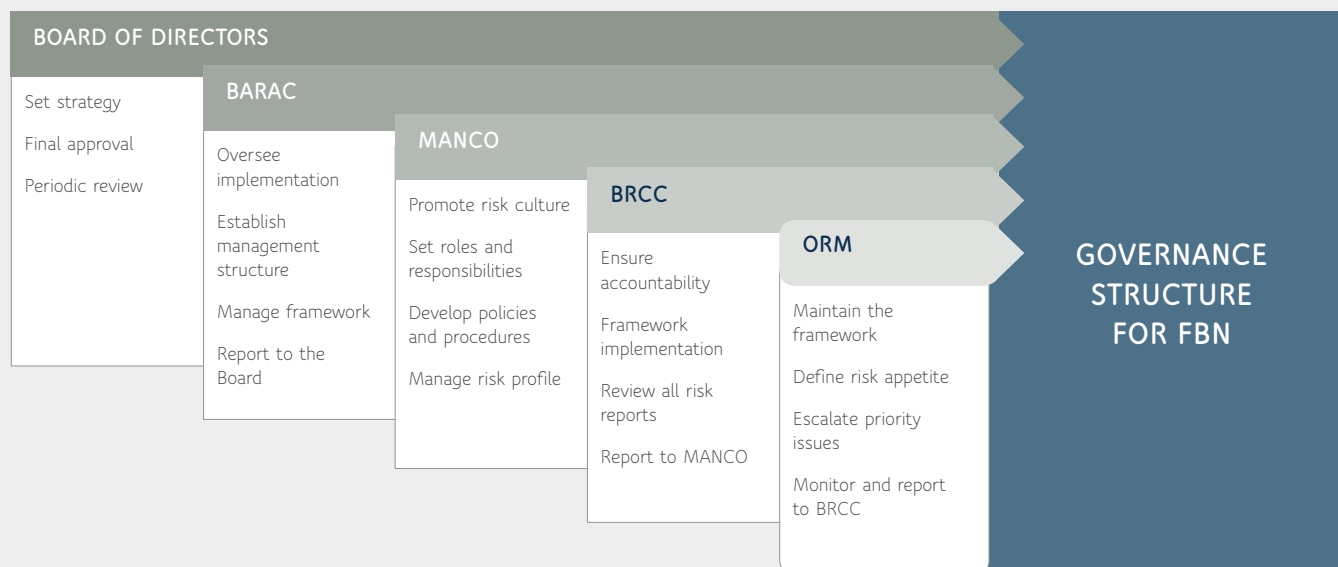 BOARD OF DIRECTORS
Set strategy
Final approval
Periodic review
BARAC
Oversee
implementation
Establish
management
structure
Manage framework
Report to the
Board
MANCO
Promote risk culture
Set roles and
responsibilities
Develop policies
and procedures
Manage risk profile
BRCC
Ensure
accountability
Framework
implementation
Review all risk
reports
Report to MANCO
ORM
Maintain the
framework
Define risk appetite
Escalate priority
issues
Monitor and report
to BRCC
GOVERNANCE
STRUCTURE
FOR FBN